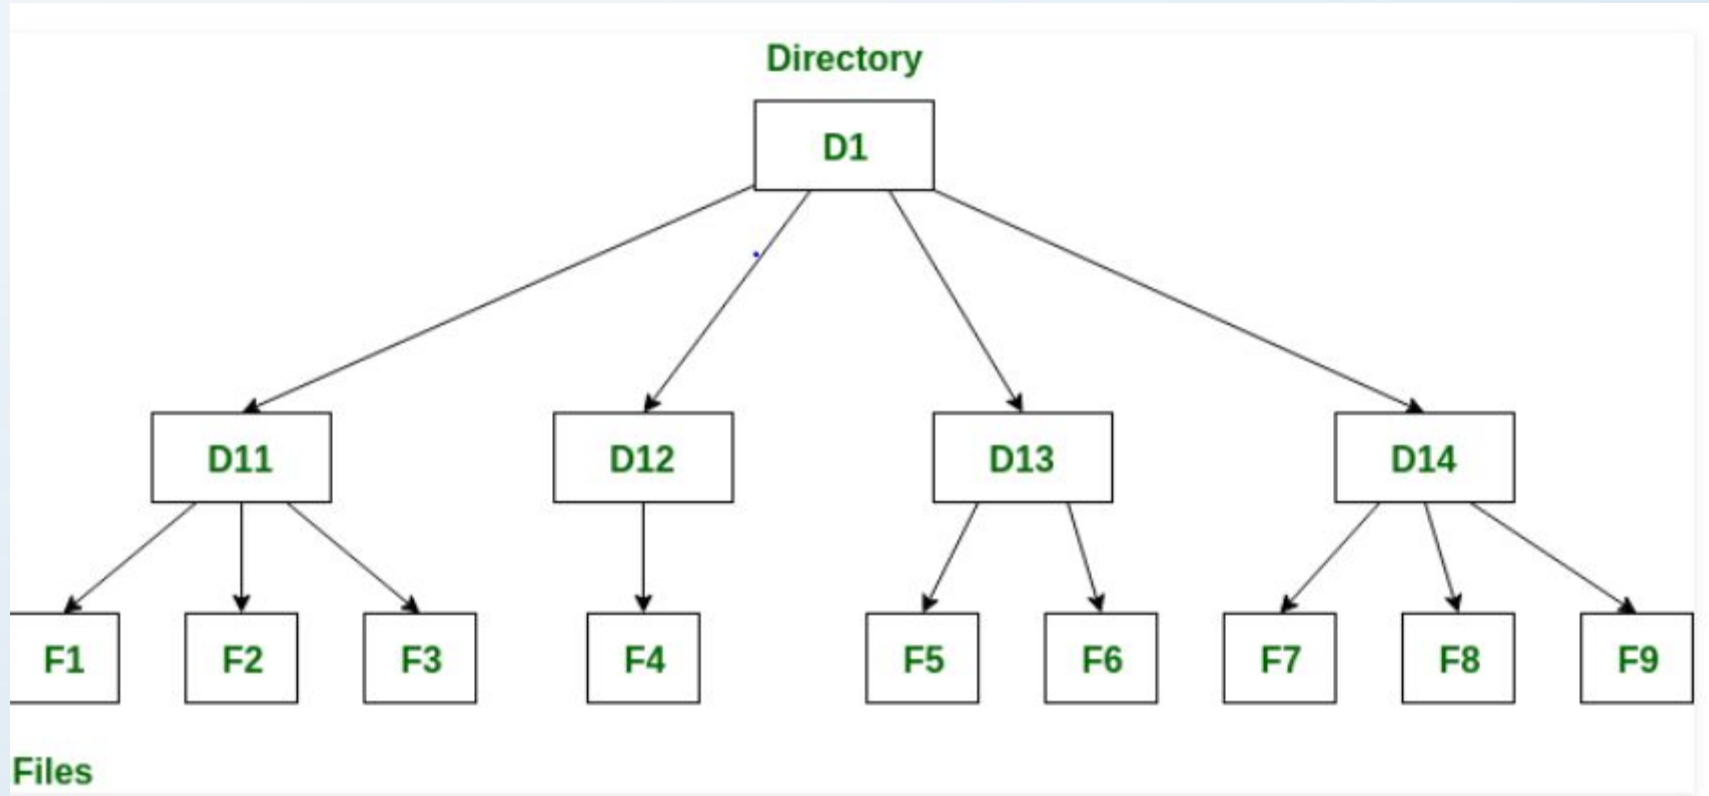 Directory
D1
D11 D12 D13 D14
F1 F2 F3 F4 F5 F6 F7 F8 F9
Files